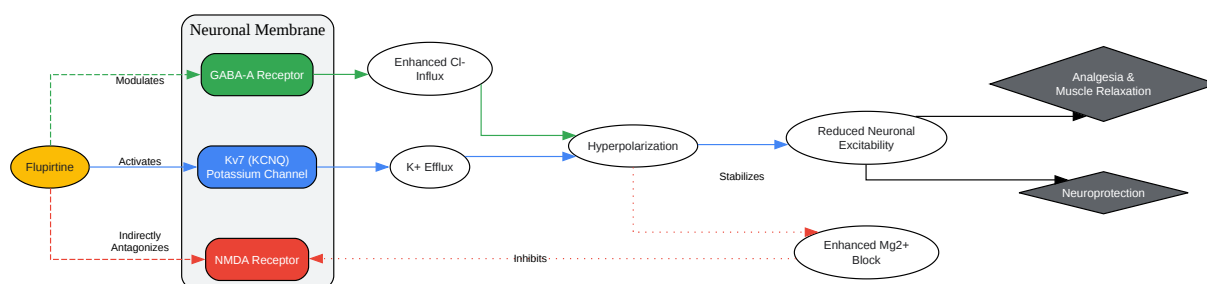 Neuronal Membrane
Modulates
GABA-A Receptor
Enhanced Cl-
Influx
Analgesia &
Muscle Relaxation
Flupirtine
Activates
Kv7 (KCNQ)
Potassium Channel
K+ Efflux
Hyperpolarization
Reduced Neuronal
Excitability
Stabilizes
Neuroprotection
Indirectly
Antagonizes
NMDA Receptor
Inhibits
Enhanced Mg2+
Block